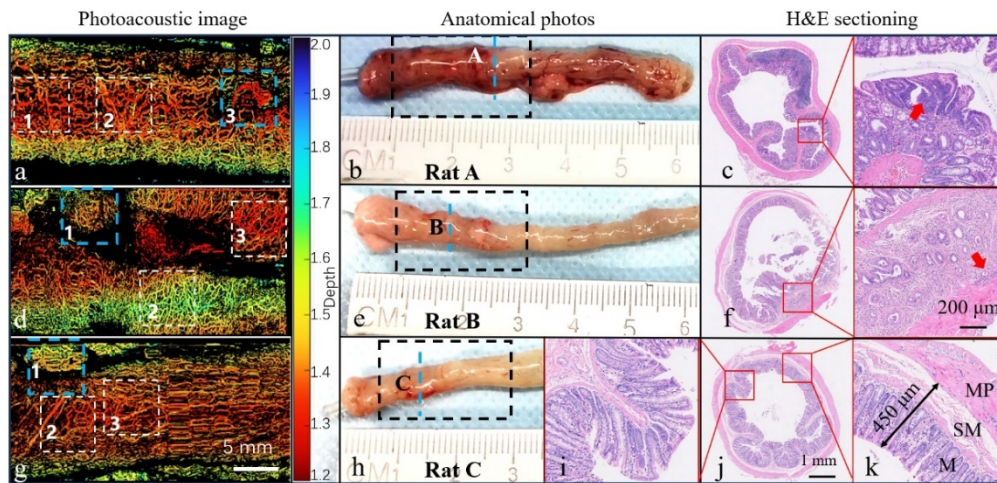 Photoacoustic image
Anatomical photos
H&E sectioning
1
2
3
a
2.0
1.9
1.8
1.7
1.6
1.5
1.4
1.3
1.2
Depth
A
b
CM1 2 3 4 5 6
Rat A
c
1
2
3
d
B
e
CM1 2 3 4 5 6
Rat B
f
200 µm
1
2
3
g
5 mm
C
h
CM1 2 3
Rat C
i
j
1 mm
450 µm
MP
SM
M
k